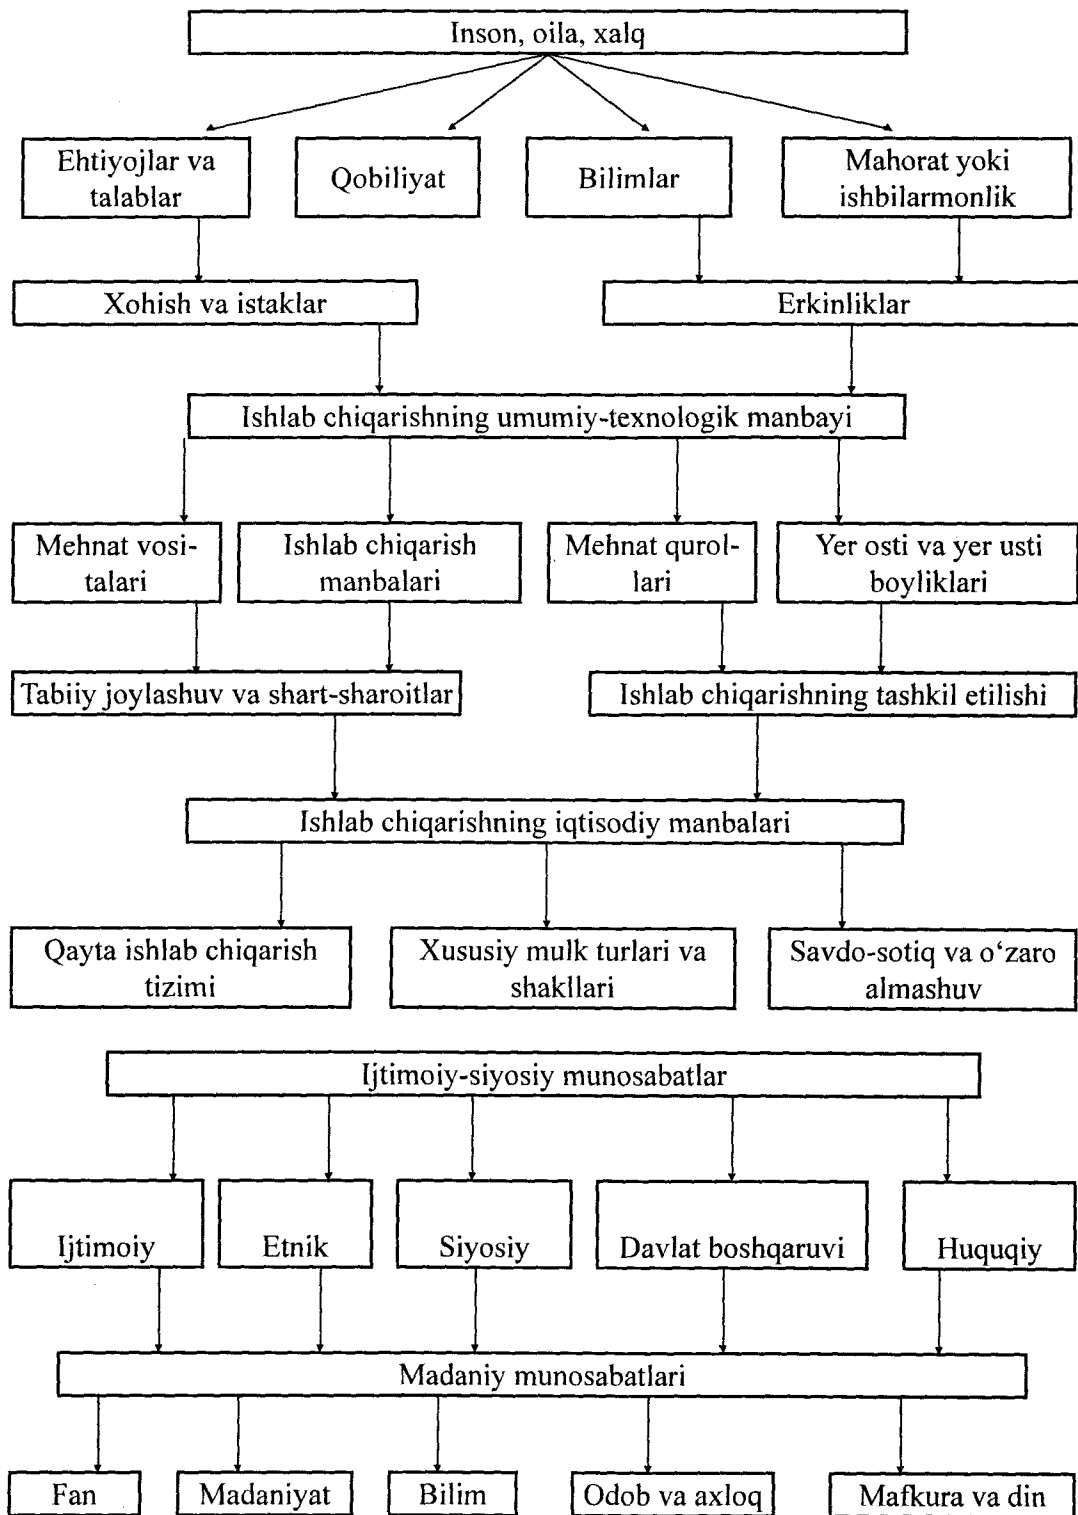 Inson, oila, xalq
Ehtiyojlar va
talablar
Qobiliyat
Bilimlar
Mahorat yoki
ishbilarmonlik
Xohish va istaklar
Erkinliklar
Ishlab chiqarishning umumiy-texnologik manbayi
Mehnat vosi-
talari
Ishlab chiqarish
manbalari
Mehnat qurol-
lari
Yer osti va yer usti
boyliklari
Tabiiy joylashuv va shart-sharoitlar
Ishlab chiqarishning tashkil etilishi
Ishlab chiqarishning iqtisodiy manbalari
Qayta ishlab chiqarish
tizimi
Xususiy mulk turlari va
shakllari
Savdo-sotiq va o‘zaro
almashuv
Ijtimoiy-siyosiy munosabatlar
Ijtimoiy
Etnik
Siyosiy
Davlat boshqaruvi
Huquqiy
Madaniy munosabatlari
Fan
Madaniyat
Bilim
Odob va axloq
Mafkura va din